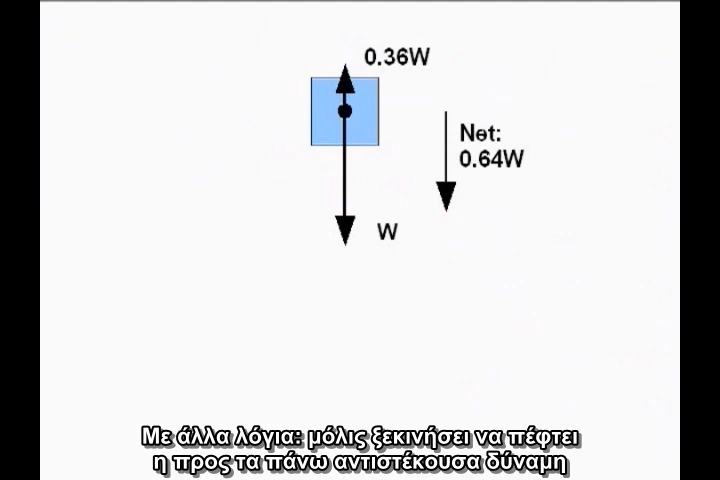 0.36W
Net:
0.64W
W
Με άλλα λόγια: μόλις ξεκινήσει να πέφτει
η προς τα πάνω αντιστέκουσα δύναμη